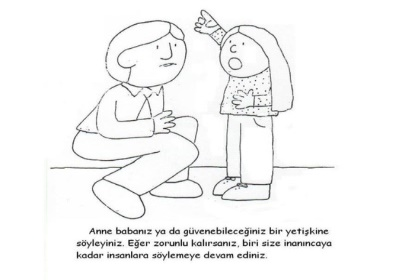 Anne babanız ya da güvenebileceğiniz bir yetişkine
söyleyiniz. Eğer zorunlu kalırsanız, biri size inanıncaya
kadar insanlara söylemeye devam ediniz.